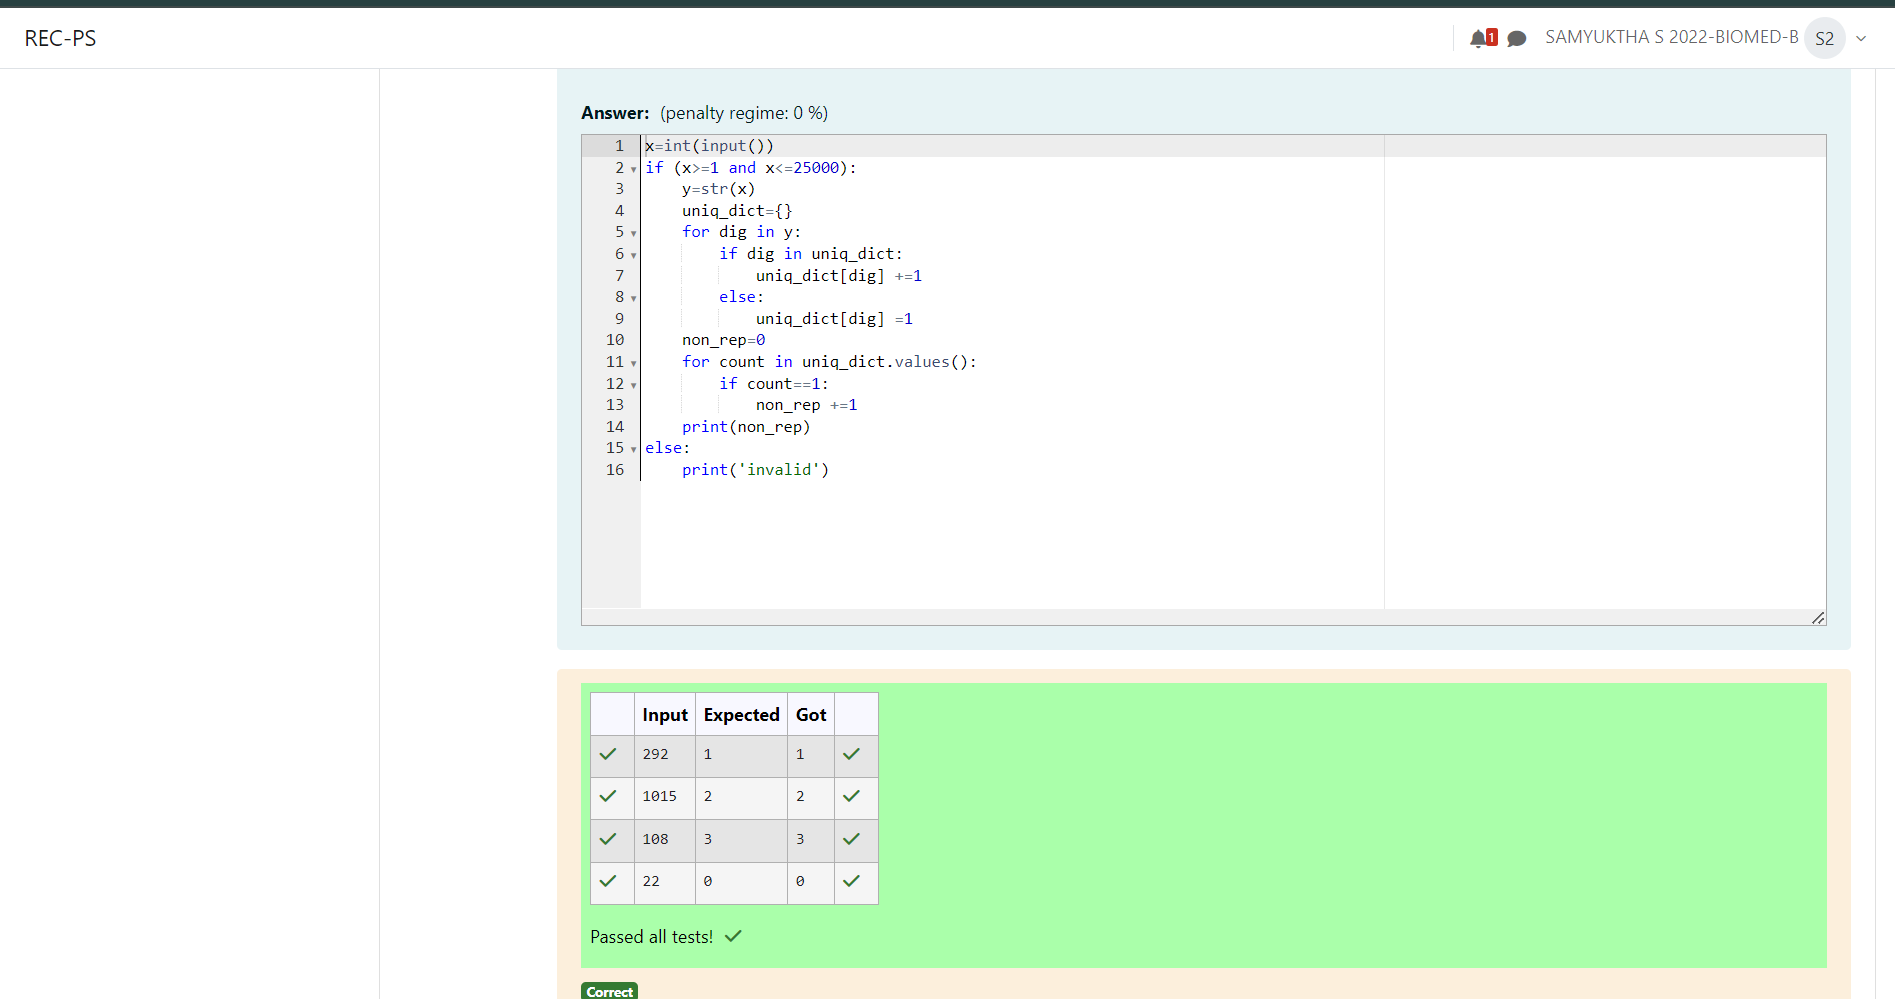 REC-PS
1
SAMYUKTHA S 2022-BIOMED-B
S2
Answer: (penalty regime: 0 %)
1 x=int(input())
2 if (x>=1 and x<=25000):
3     y=str(x)
4     uniq_dict={}
5     for dig in y:
6         if dig in uniq_dict:
7             uniq_dict[dig] +=1
8         else:
9             uniq_dict[dig] =1
10     non_rep=0
11     for count in uniq_dict.values():
12         if count==1:
13             non_rep +=1
14     print(non_rep)
15 else:
16     print('invalid')
Input Expected Got
292 1 1
1015 2 2
108 3 3
22 0 0
Passed all tests!
Correct